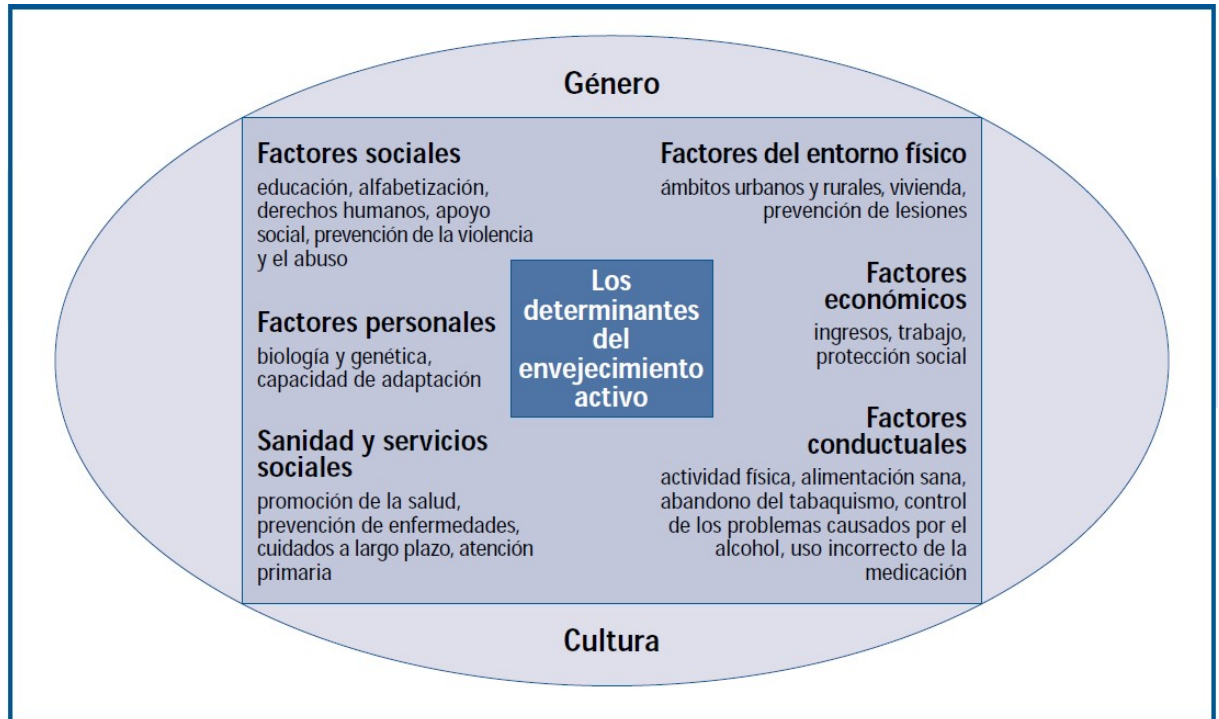 Género
Factores sociales
educación, alfabetización,
derechos humanos, apoyo
social, prevención de la violencia
y el abuso
Factores personales
biología y genética,
capacidad de adaptación
Sanidad y servicios
sociales
promoción de la salud,
prevención de enfermedades,
cuidados a largo plazo, atención
primaria
Los
determinantes
del
envejecimiento
activo
Factores del entorno físico
ámbitos urbanos y rurales, vivienda,
prevención de lesiones
Factores
económicos
ingresos, trabajo,
protección social
Factores
conductuales
actividad física, alimentación sana,
abandono del tabaquismo, control
de los problemas causados por el
alcohol, uso incorrecto de la
medicación
Cultura